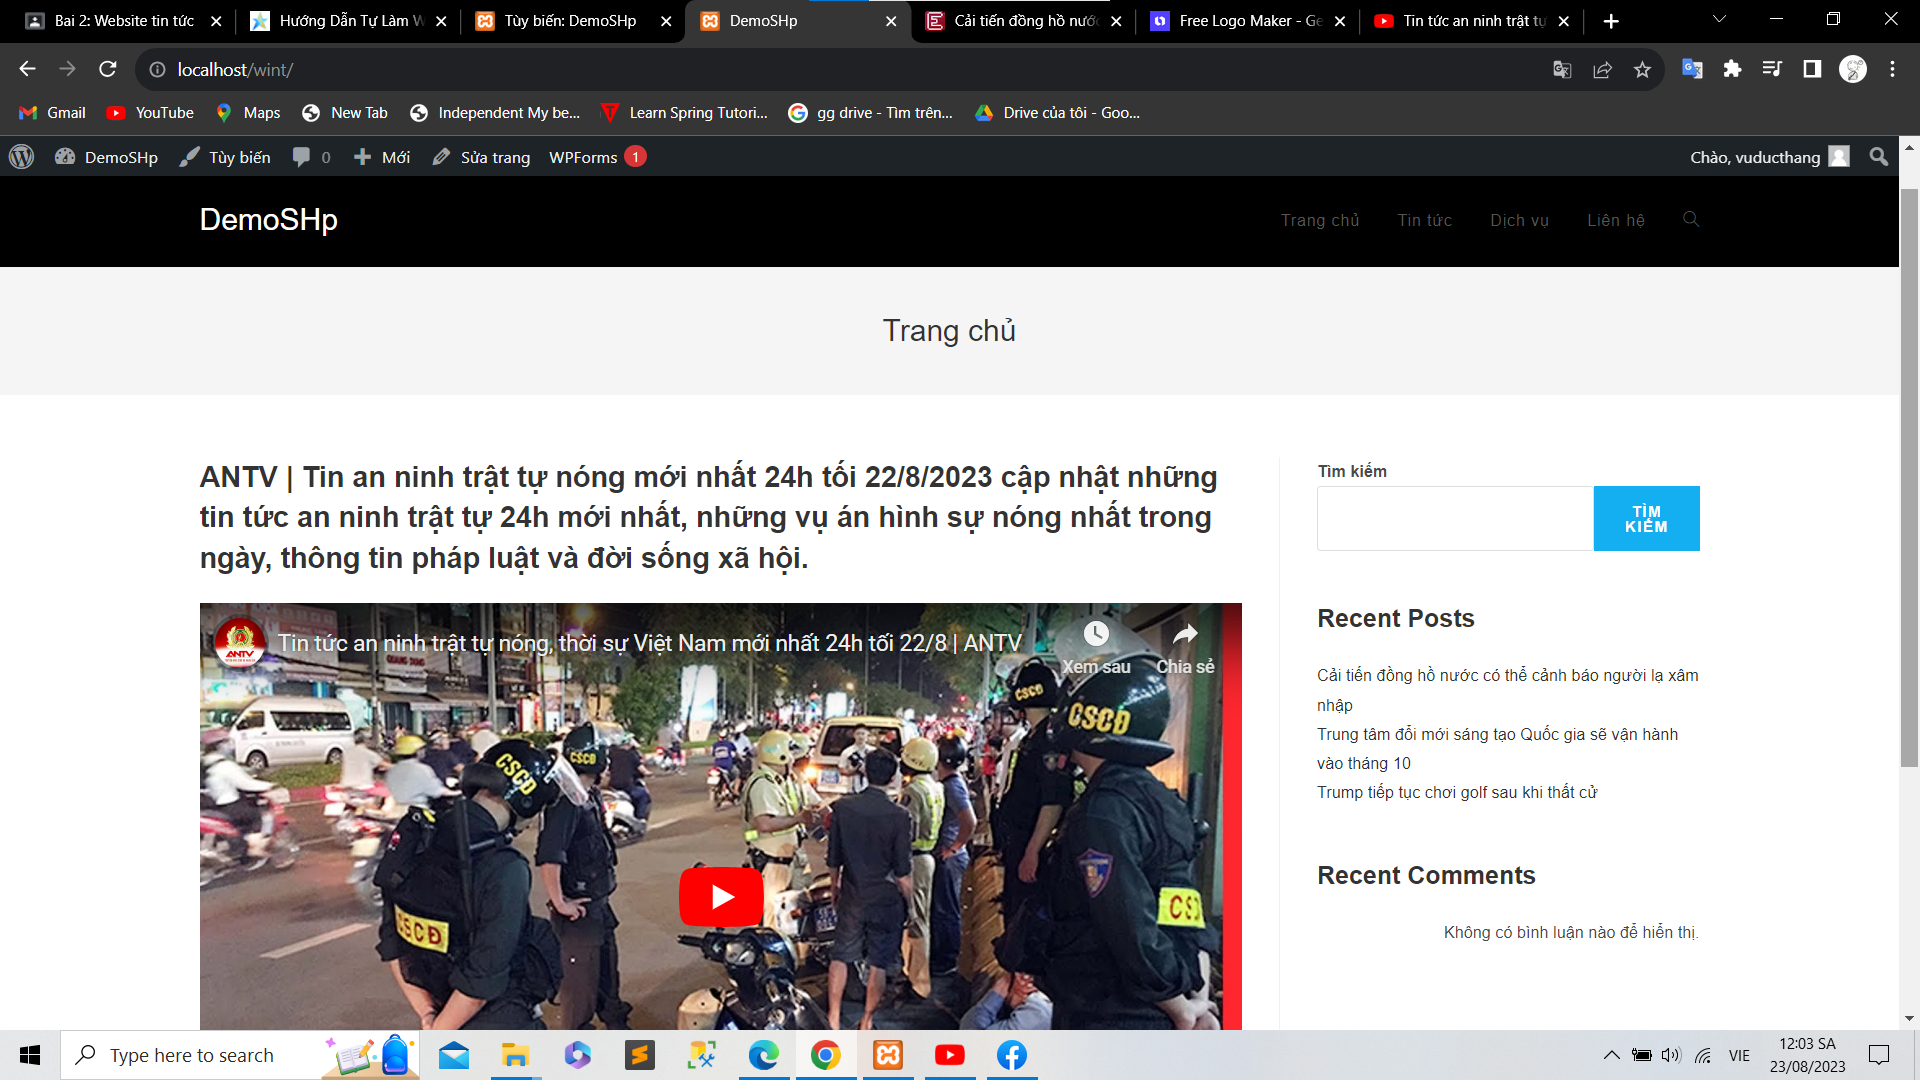 Bai 2: Website tin tức
Hướng Dẫn Tự Làm W
Tùy biến: DemoSHp
DemoSHp
Cải tiến đồng hồ nước
Free Logo Maker - Ge
Tin tức an ninh trật tự
localhost/wint/
Gmail
YouTube
Maps
New Tab
Independent My be...
Learn Spring Tutori...
gg drive - Tìm trên...
Drive của tôi - Goo...
DemoSHp
Tùy biến
0
Mới
Sửa trang
WPForms 1
Chào, vuducthang
DemoSHp
Trang chủ
Tin tức
Dịch vụ
Liên hệ
Trang chủ
ANTV | Tin an ninh trật tự nóng mới nhất 24h tối 22/8/2023 cập nhật những
tin tức an ninh trật tự 24h mới nhất, những vụ án hình sự nóng nhất trong
ngày, thông tin pháp luật và đời sống xã hội.
ANTV
Tin tức an ninh trật tự nóng, thời sự Việt Nam mới nhất 24h tối 22/8 | ANTV
Xem sau
Chia sẻ
CSCĐ
CSCĐ
CSCĐ
CSCĐ
CSCĐ
CSC
Tìm kiếm
TÌM
KIẾM
Recent Posts
Cải tiến đồng hồ nước có thể cảnh báo người lạ xâm
nhập
Trung tâm đổi mới sáng tạo Quốc gia sẽ vận hành
vào tháng 10
Trump tiếp tục chơi golf sau khi thất cử
Recent Comments
Không có bình luận nào để hiển thị.
Type here to search
VIE
12:03 SA
23/08/2023